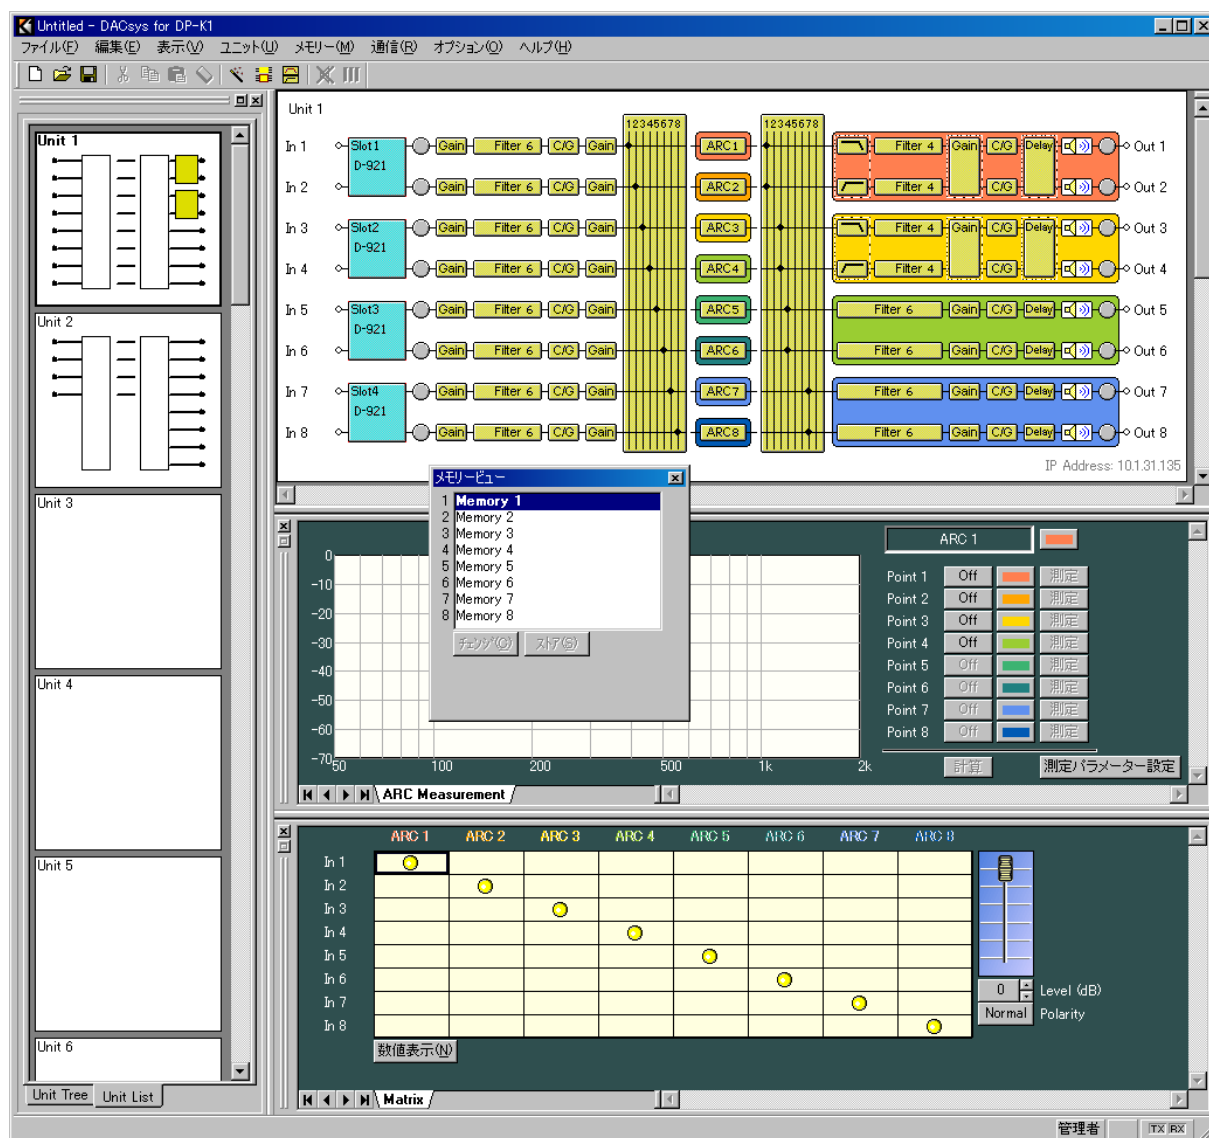 Untitled - DACsys for DP-K1
ファイル(F) 編集(E) 表示(V) ユニット(U) メモリー(M) 通信(R) オプション(O) ヘルプ(H)
Unit 1
Unit 2
Unit 3
Unit 4
Unit 5
Unit 6
Unit Tree Unit List
Unit 1
12345678 12345678
In 1 Slot1 Gain Filter 6 C/G Gain ARC1 Filter 4 Gain C/G Delay Out 1
D-921
In 2 Gain Filter 6 C/G Gain ARC2 Filter 4 C/G Out 2
In 3 Slot2 Gain Filter 6 C/G Gain ARC3 Filter 4 Gain C/G Delay Out 3
D-921
In 4 Gain Filter 6 C/G Gain ARC4 Filter 4 C/G Out 4
In 5 Slot3 Gain Filter 6 C/G Gain ARC5 Filter 6 Gain C/G Delay Out 5
D-921
In 6 Gain Filter 6 C/G Gain ARC6 Filter 6 Gain C/G Delay Out 6
In 7 Slot4 Gain Filter 6 C/G Gain ARC7 Filter 6 Gain C/G Delay Out 7
D-921
In 8 Gain Filter 6 C/G Gain ARC8 Filter 6 Gain C/G Delay Out 8
IP Address: 10.1.31.135
メモリービュー
1 Memory 1
2 Memory 2
3 Memory 3
4 Memory 4
5 Memory 5
6 Memory 6
7 Memory 7
8 Memory 8
チェンジ(C) ストア(S)
0
-10
-20
-30
-40
-50
-60
-70
50 100 200 500 1k 2k
ARC 1
Point 1 Off 測定
Point 2 Off 測定
Point 3 Off 測定
Point 4 Off 測定
Point 5 Off 測定
Point 6 Off 測定
Point 7 Off 測定
Point 8 Off 測定
計算 測定パラメーター設定
ARC Measurement
ARC 1 ARC 2 ARC 3 ARC 4 ARC 5 ARC 6 ARC 7 ARC 8
In 1
In 2
In 3
In 4
In 5
In 6
In 7
In 8
0 Level (dB)
Normal Polarity
数値表示(N)
Matrix
管理者 TX RX